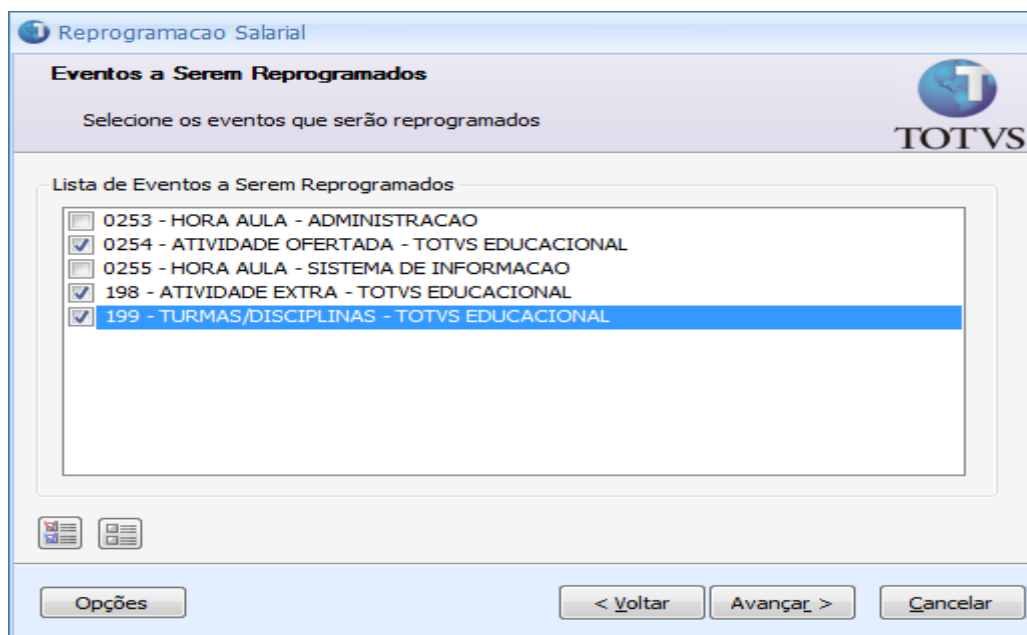 Reprogramacao Salarial
Eventos a Serem Reprogramados
Selecione os eventos que serão reprogramados
TOTVS
Lista de Eventos a Serem Reprogramados
0253 - HORA AULA - ADMINISTRACAO
0254 - ATIVIDADE OFERTADA - TOTVS EDUCACIONAL
0255 - HORA AULA - SISTEMA DE INFORMACAO
198 - ATIVIDADE EXTRA - TOTVS EDUCACIONAL
199 - TURMAS/DISCIPLINAS - TOTVS EDUCACIONAL
Opções < Voltar Avançar > Cancelar